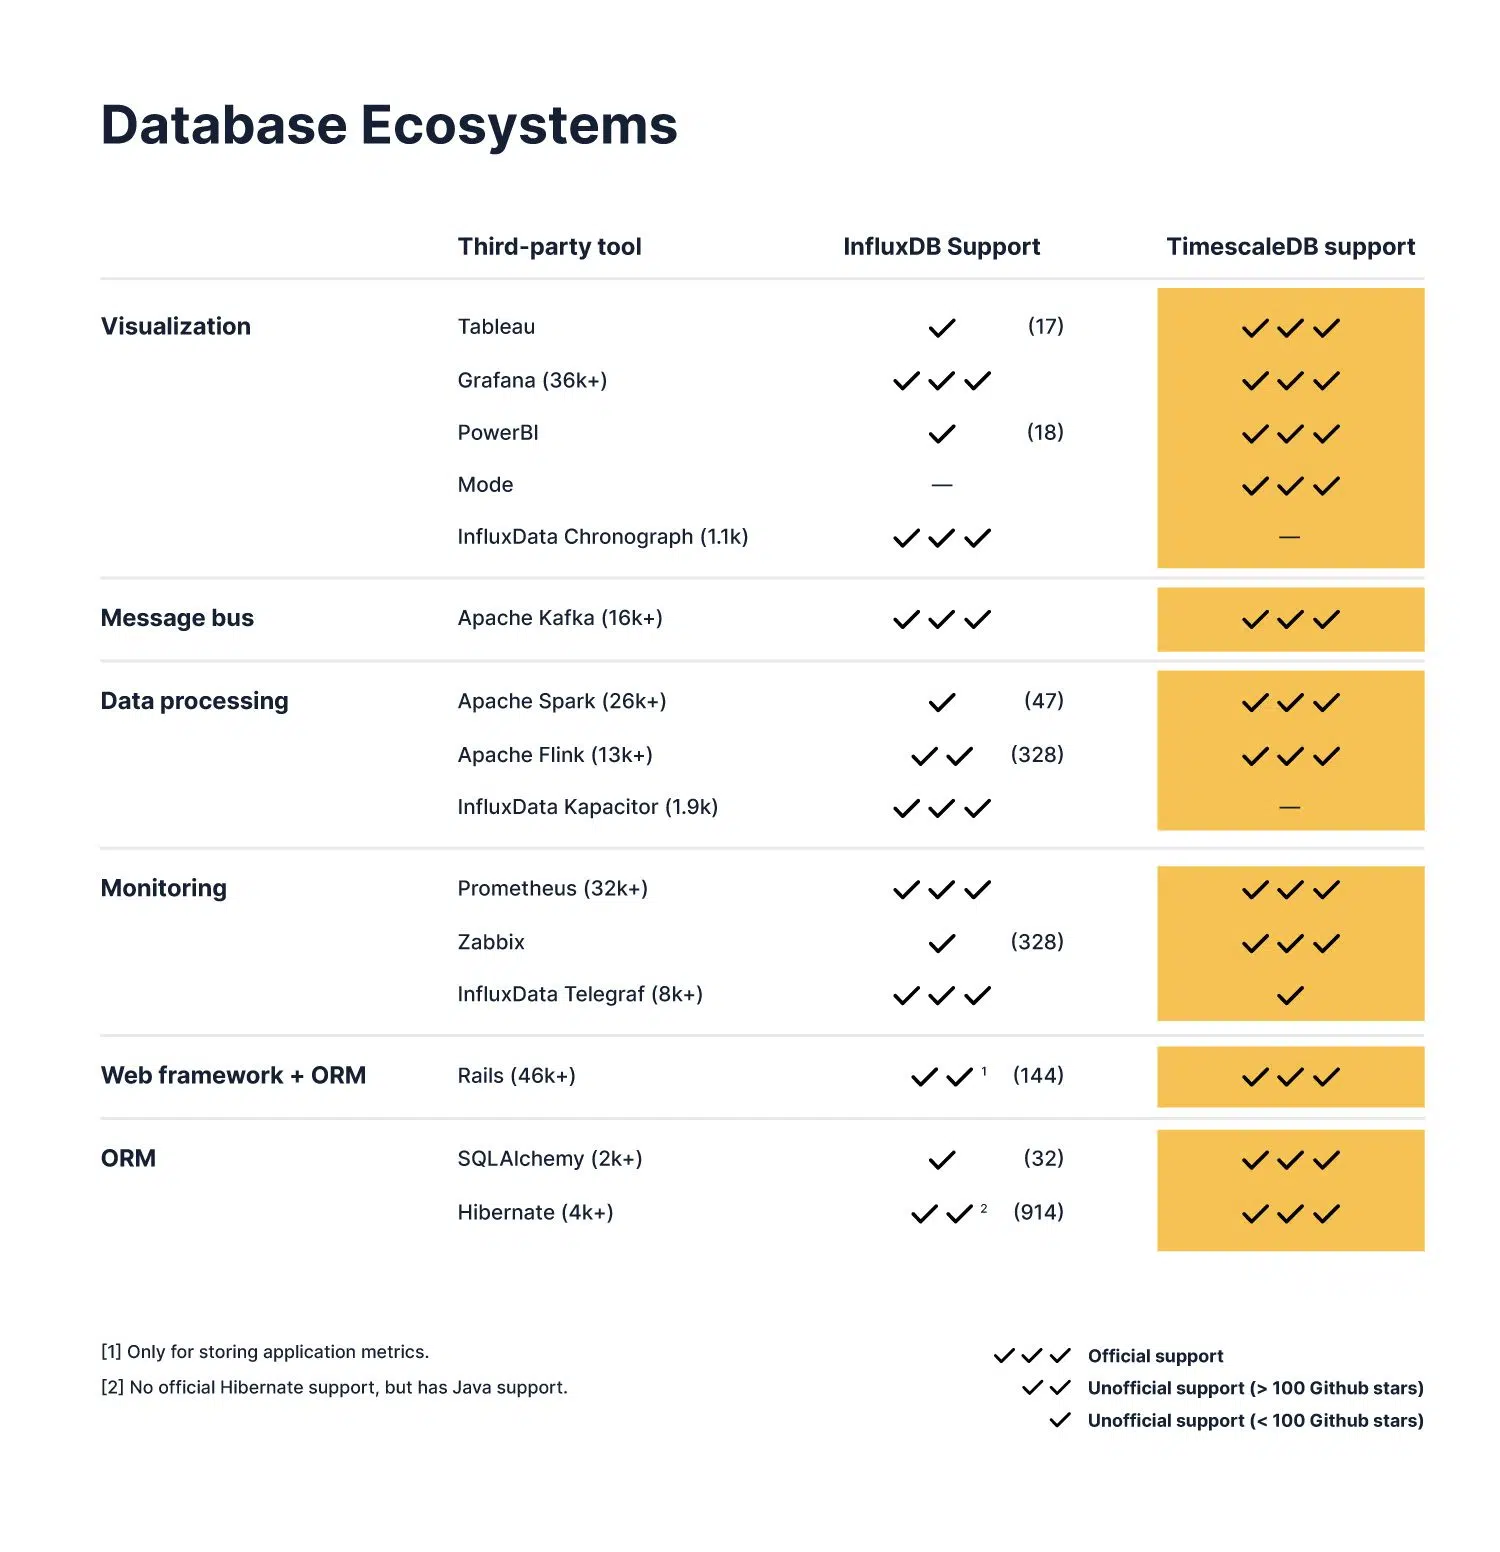 Database Ecosystems
Third-party tool InfluxDB Support TimescaleDB support
Visualization Tableau ✓ (17) ✓✓✓
Grafana (36k+) ✓✓✓ ✓✓✓
PowerBI ✓ (18) ✓✓✓
Mode — ✓✓✓
InfluxData Chronograph (1.1k) ✓✓✓ —
Message bus Apache Kafka (16k+) ✓✓✓ ✓✓✓
Data processing Apache Spark (26k+) ✓ (47) ✓✓✓
Apache Flink (13k+) ✓✓ (328) ✓✓✓
InfluxData Kapacitor (1.9k) ✓✓✓ —
Monitoring Prometheus (32k+) ✓✓✓ ✓✓✓
Zabbix ✓ (328) ✓✓✓
InfluxData Telegraf (8k+) ✓✓✓ ✓
Web framework + ORM Rails (46k+) ✓✓ 1 (144) ✓✓✓
ORM SQLAlchemy (2k+) ✓ (32) ✓✓✓
Hibernate (4k+) ✓✓ 2 (914) ✓✓✓
[1] Only for storing application metrics.
[2] No official Hibernate support, but has Java support.
✓✓✓ Official support
✓✓ Unofficial support (> 100 Github stars)
✓ Unofficial support (< 100 Github stars)